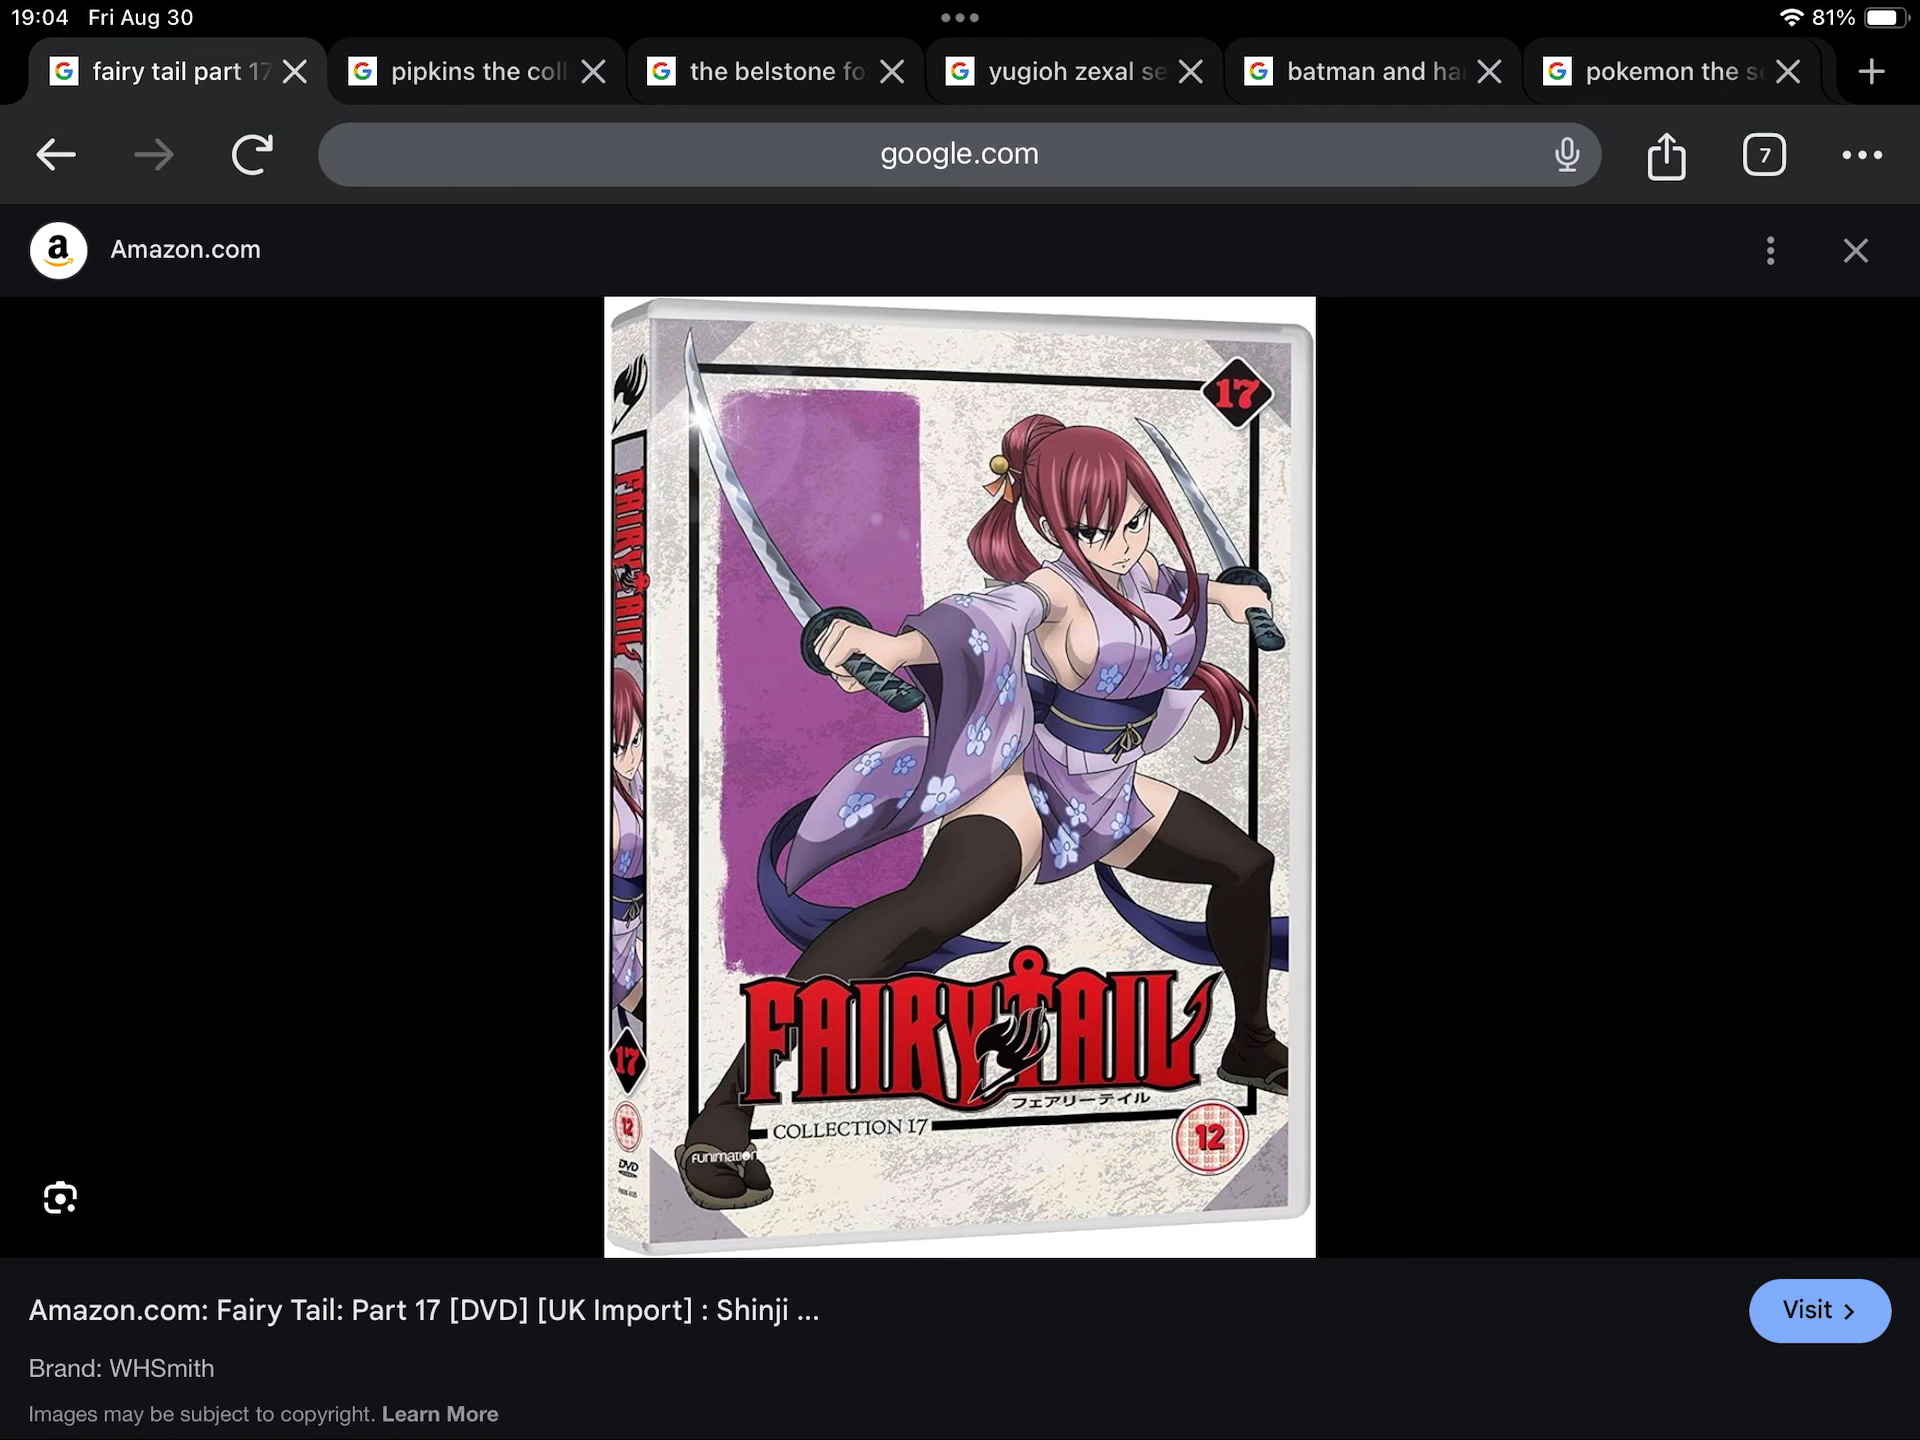 19:04 Fri Aug 30
81%
fairy tail part 17
pipkins the coll
the belstone fo
yugioh zexal se
batman and ha
pokemon the s
google.com
7
Amazon.com
17
FAIRY TAIL
17
12
DVD
FAIRY TAIL
フェアリーテイル
COLLECTION 17
FUNimation
12
Amazon.com: Fairy Tail: Part 17 [DVD] [UK Import] : Shinji ...
Visit
Brand: WHSmith
Images may be subject to copyright. Learn More